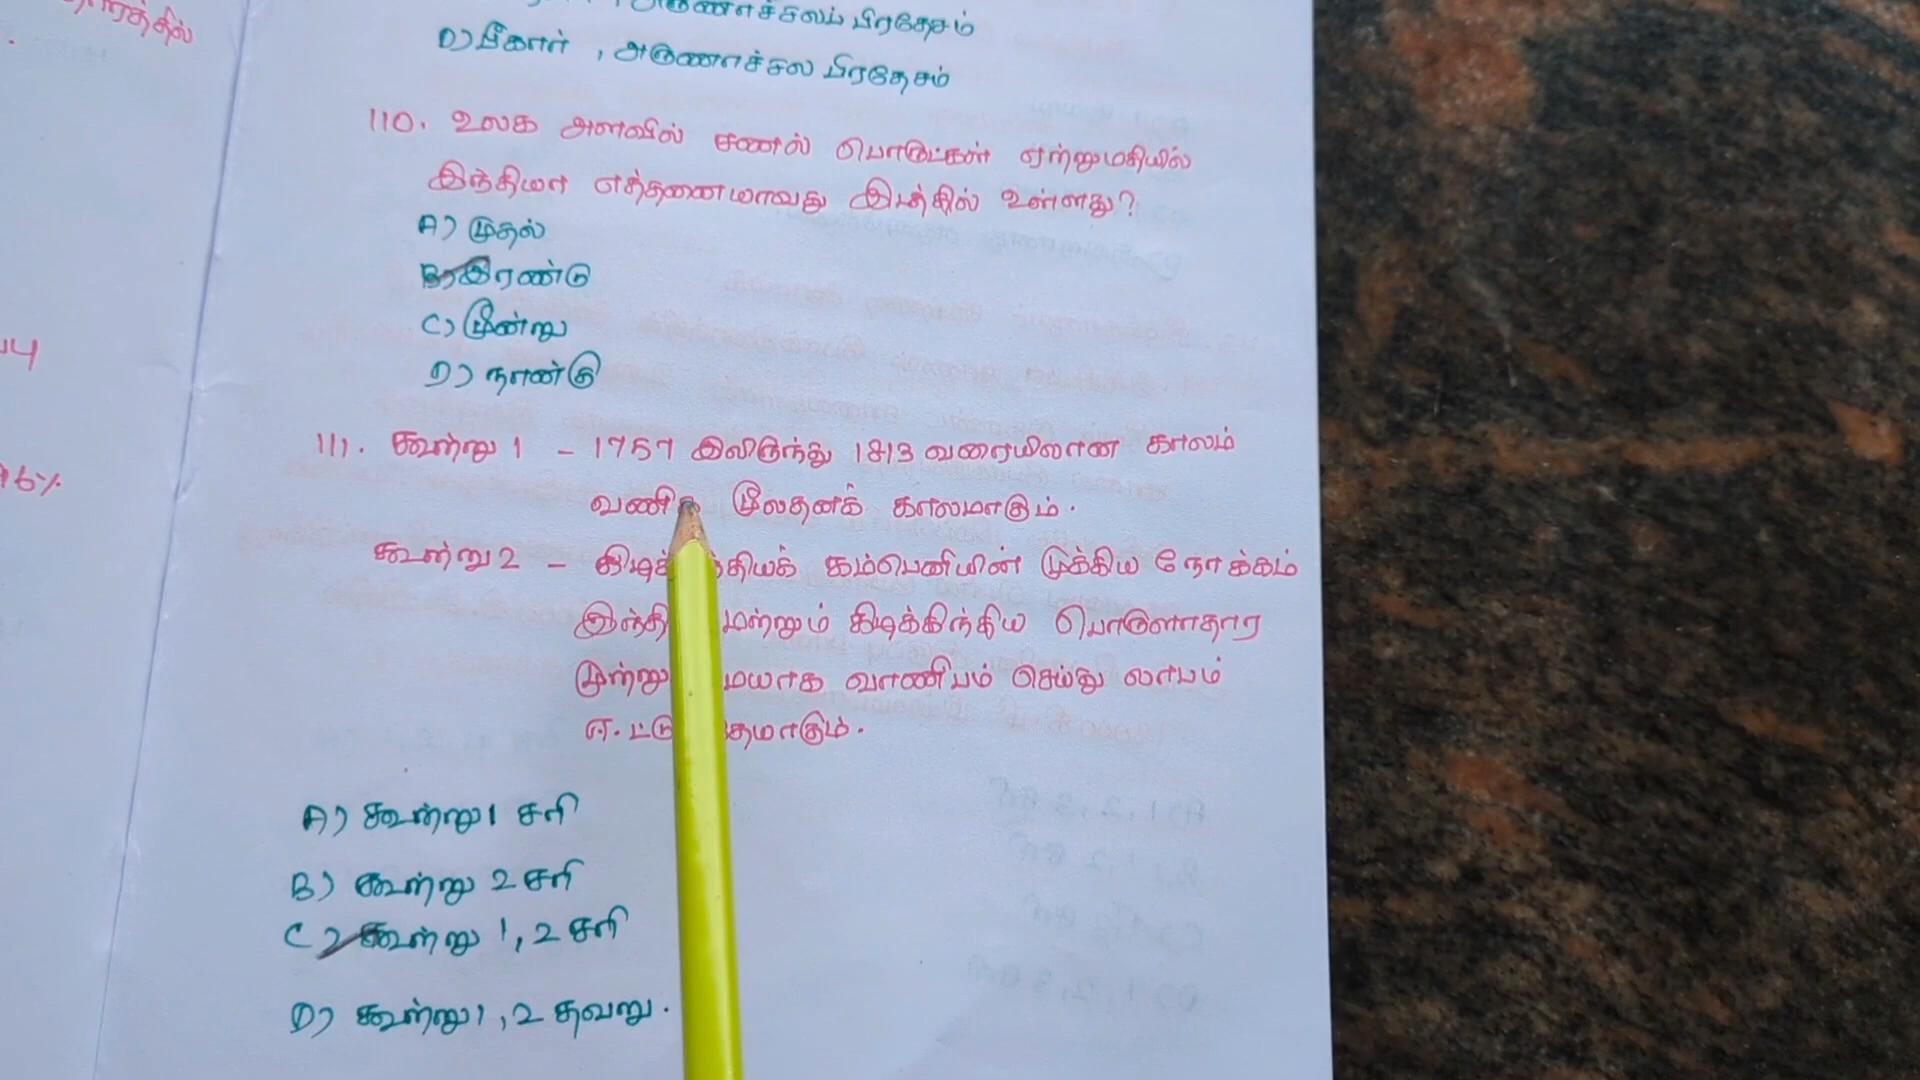 அருணாச்சலப் பிரதேசம்
D) பீகார் , அருணாச்சல பிரதேசம்
110. உலக அளவில் சணல் பொருட்கள் ஏற்றுமதியில்
இந்தியா எத்தனையாவது இடத்தில் உள்ளது?
A) முதல்
B) இரண்டு
C) மூன்று
D) நான்கு
111. கூற்று 1 - 1757 இலிருந்து 1813 வரையிலான காலம்
வணிக மூலதனக் காலமாகும்.
கூற்று 2 - கம்பெனியின் முக்கிய நோக்கம்
மற்றும் கிழக்கிந்திய பொருளாதார
வாணிபம் செய்து லாபம்
A) கூற்று 1 சரி
B) கூற்று 2 சரி
C) கூற்று 1, 2 சரி
D) கூற்று 1, 2 தவறு.